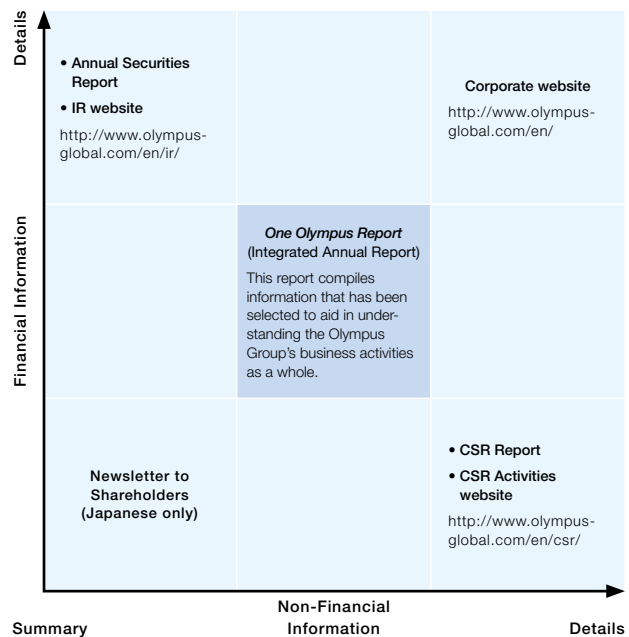 Details
• Annual Securities
Report
• IR website
http://www.olympus-
global.com/en/ir/
Corporate website
http://www.olympus-
global.com/en/
Financial Information
One Olympus Report
(Integrated Annual Report)
This report compiles
information that has been
selected to aid in under-
standing the Olympus
Group's business activities
as a whole.
Newsletter to
Shareholders
(Japanese only)
• CSR Report
• CSR Activities
website
http://www.olympus-
global.com/en/csr/
Summary
Non-Financial
Information
Details